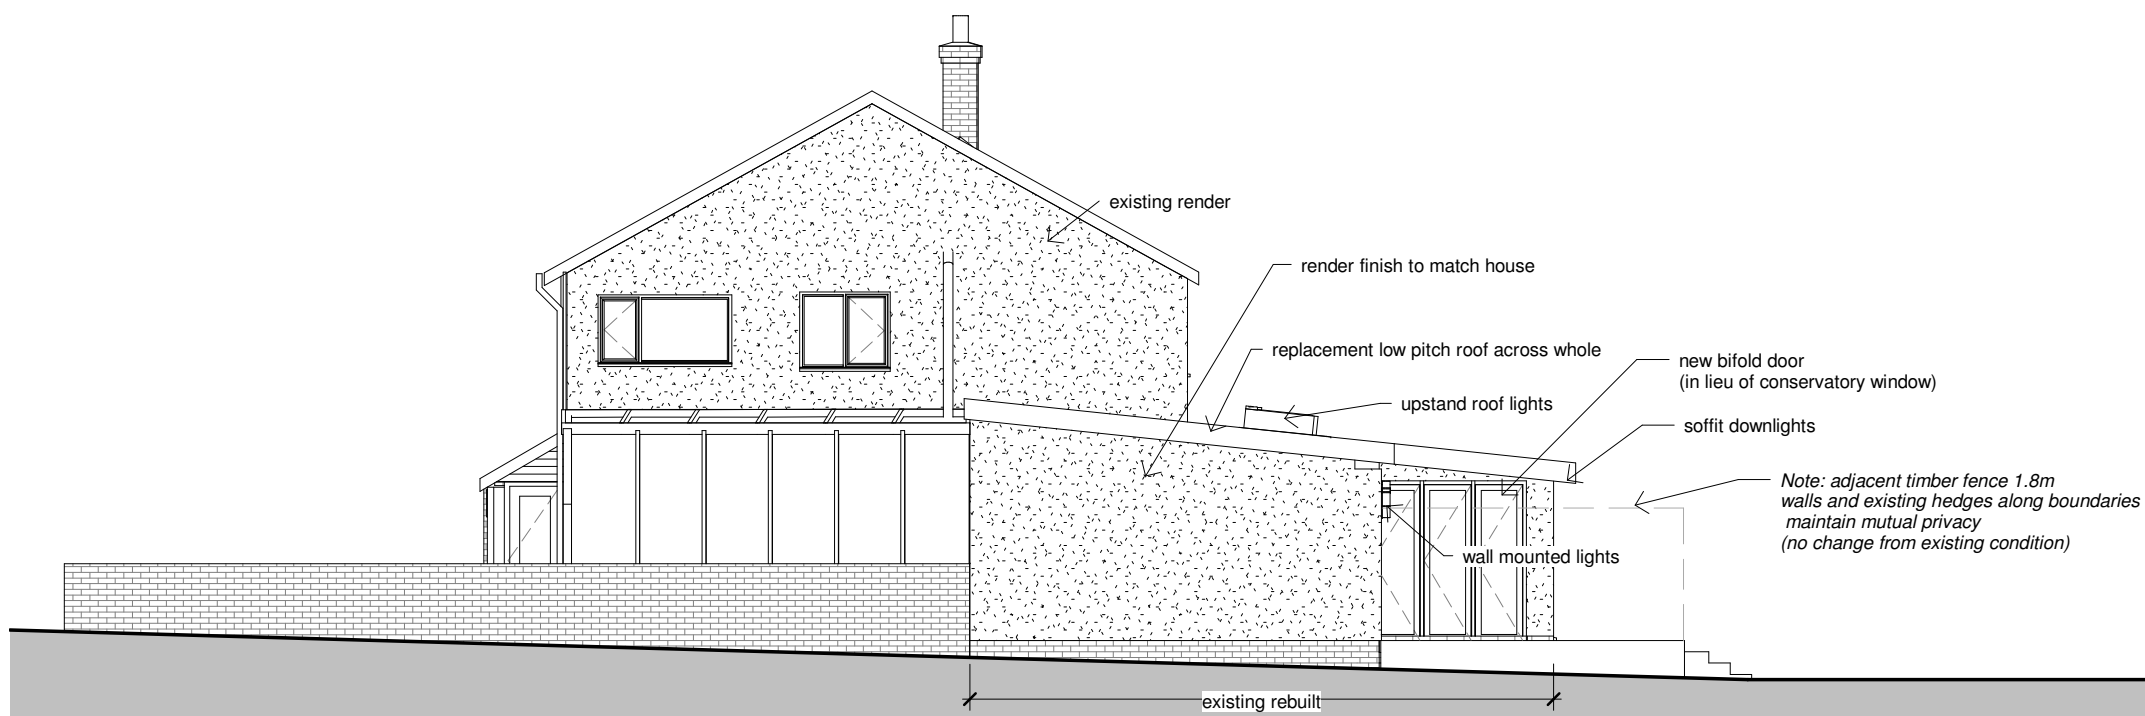 existing render
render finish to match house
replacement low pitch roof across whole
new bifold door
(in lieu of conservatory window)
upstand roof lights
soffit downlights
Note: adjacent timber fence 1.8m
walls and existing hedges along boundaries
maintain mutual privacy
(no change from existing condition)
wall mounted lights
existing rebuilt